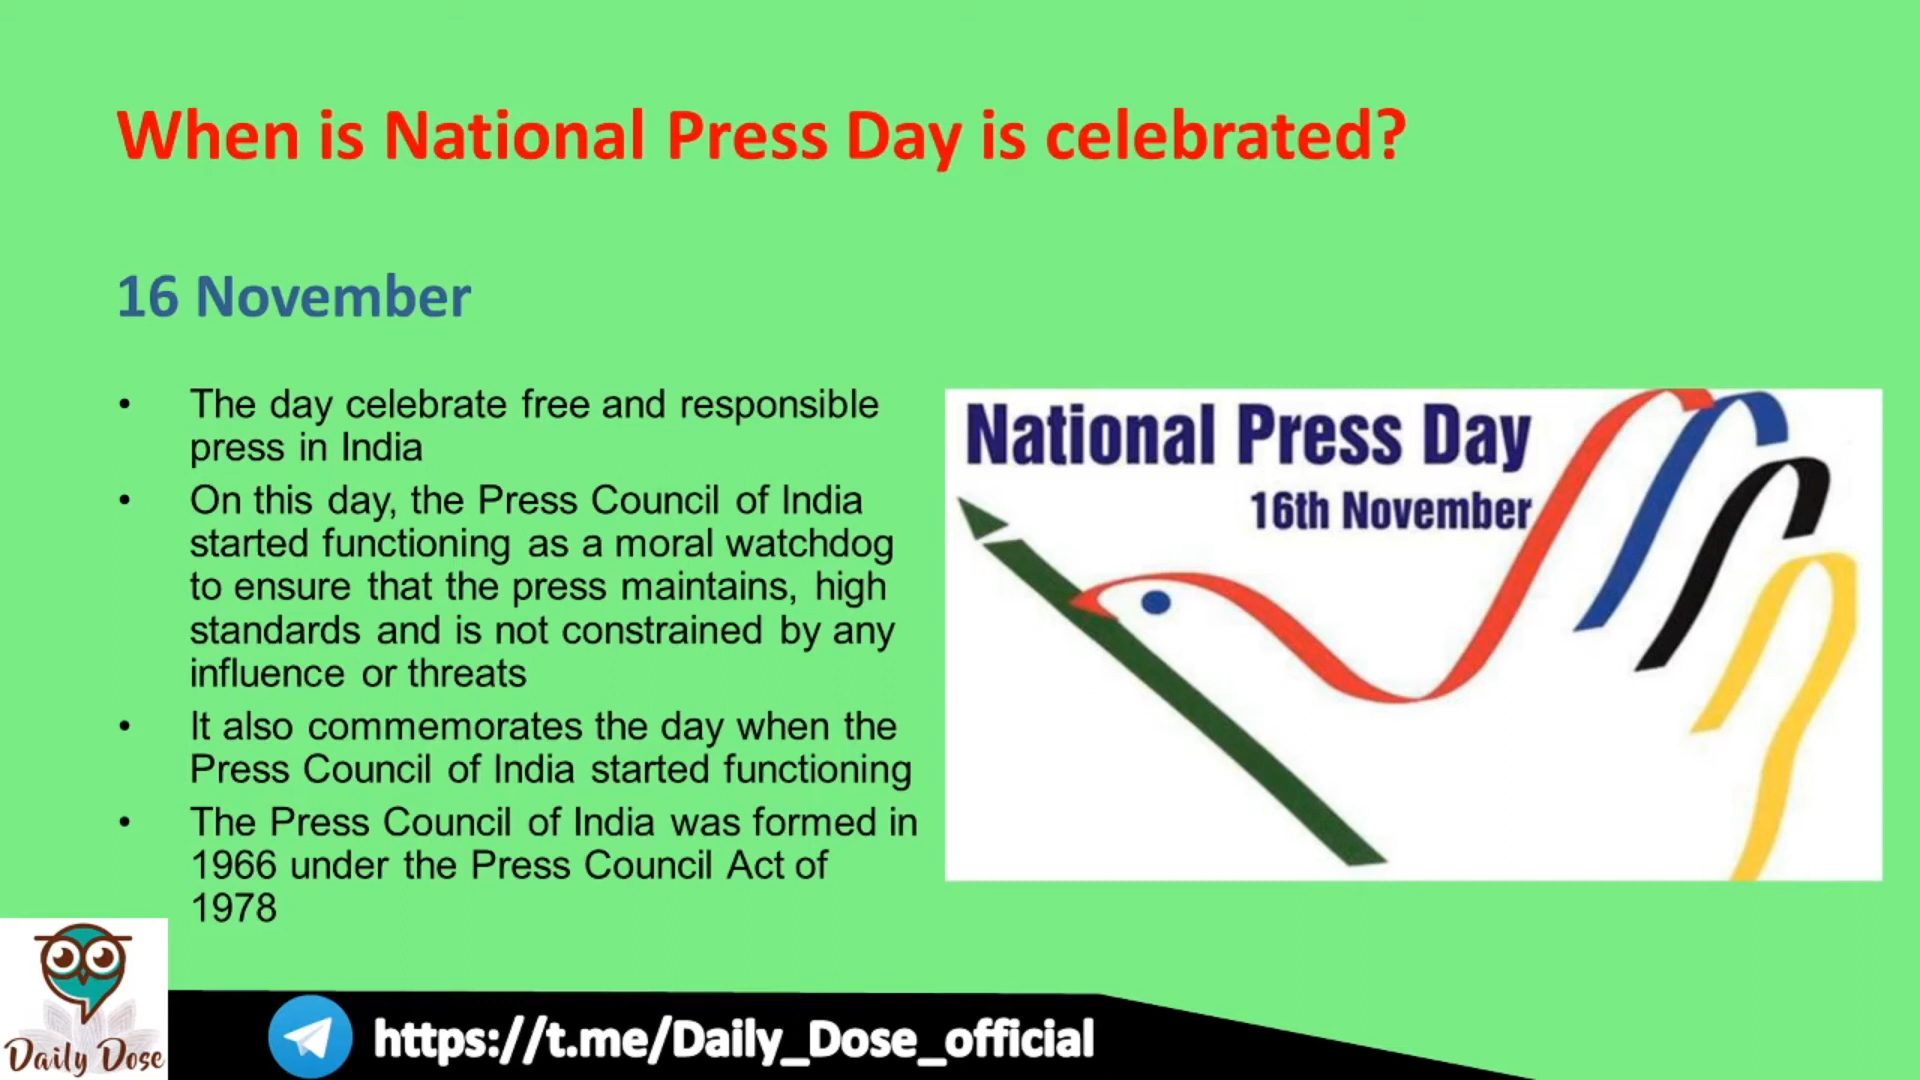 When is National Press Day is celebrated?
16 November
• The day celebrate free and responsible
press in India
• On this day, the Press Council of India
started functioning as a moral watchdog
to ensure that the press maintains, high
standards and is not constrained by any
influence or threats
• It also commemorates the day when the
Press Council of India started functioning
• The Press Council of India was formed in
1966 under the Press Council Act of
1978
National Press Day
16th November
Daily Dose
https://t.me/Daily_Dose_official